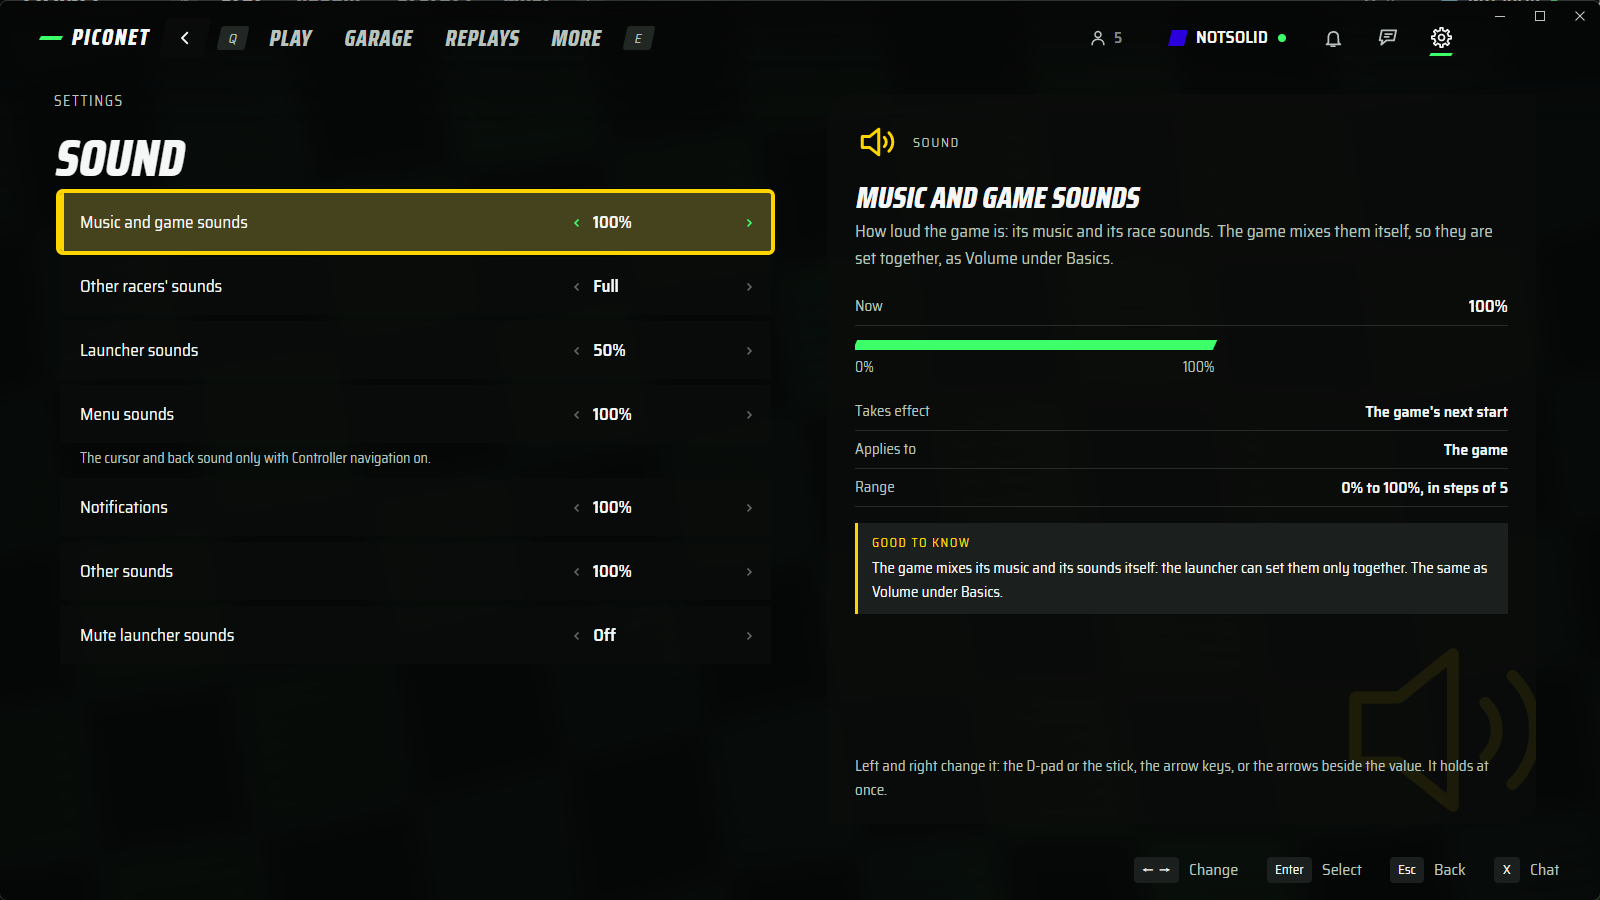 PICONET
Q
PLAY
GARAGE
REPLAYS
MORE
E
5
NOTSOLID
SETTINGS
SOUND
Music and game sounds
100%
Other racers' sounds
Full
Launcher sounds
50%
Menu sounds
100%
The cursor and back sound only with Controller navigation on.
Notifications
100%
Other sounds
100%
Mute launcher sounds
Off
SOUND
MUSIC AND GAME SOUNDS
How loud the game is: its music and its race sounds. The game mixes them itself, so they are
set together, as Volume under Basics.
Now
100%
0%
100%
Takes effect
The game's next start
Applies to
The game
Range
0% to 100%, in steps of 5
GOOD TO KNOW
The game mixes its music and its sounds itself: the launcher can set them only together. The same as
Volume under Basics.
Left and right change it: the D-pad or the stick, the arrow keys, or the arrows beside the value. It holds at
once.
← → Change
Enter Select
Esc Back
X Chat